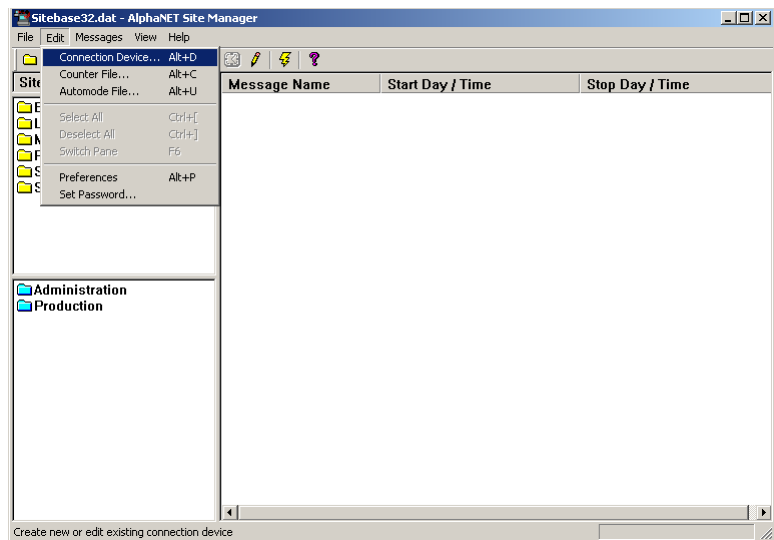 Sitebase32.dat - AlphaNET Site Manager
File Edit Messages View Help
Connection Device... Alt+D
Counter File... Alt+C
Automode File... Alt+U
Select All Ctrl+[
Deselect All Ctrl+]
Switch Pane F6
Preferences Alt+P
Set Password...
Site
Message Name Start Day / Time Stop Day / Time
E
L
M
P
S
S
Administration
Production
Create new or edit existing connection device